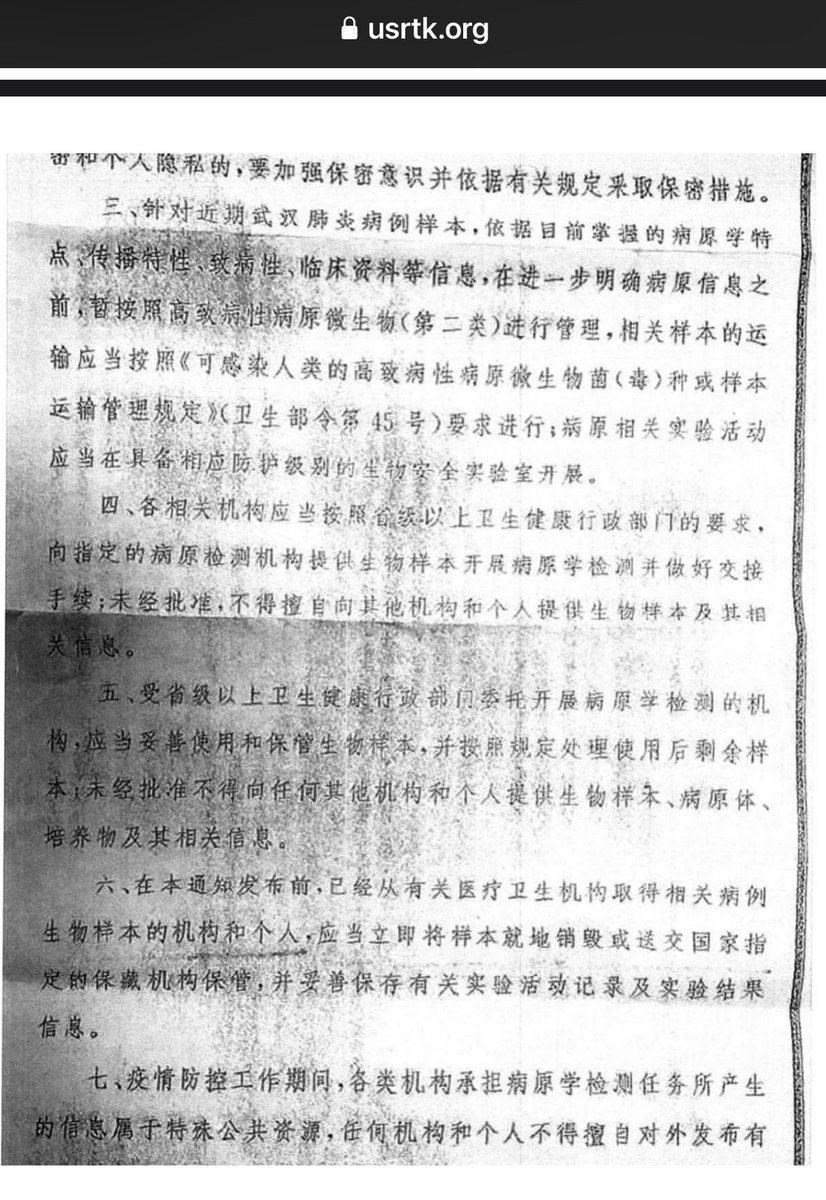 usrtk.org
密和个人隐私的,要加强保密意识并依据有关规定采取保密措施。
三、针对近期武汉肺炎病例样本,依据目前掌握的病原学特
点、传播特性、致病性、临床资料等信息,在进一步明确病原信息之
前,暂按照高致病性病原微生物(第二类)进行管理,相关样本的运
输应当按照《可感染人类的高致病性病原微生物菌(毒)种或样本
运输管理规定》(卫生部令第45号)要求进行;病原相关实验活动
应当在具备相应防护级别的生物安全实验室开展。
四、各相关机构应当按照省级以上卫生健康行政部门的要求,
向指定的病原检测机构提供生物样本开展病原学检测并做好交接
手续;未经批准,不得擅自向其他机构和个人提供生物样本及其相
关信息。
五、受省级以上卫生健康行政部门委托开展病原学检测的机
构,应当妥善使用和保管生物样本,并按照规定处理使用后剩余样
本;未经批准不得向任何其他机构和个人提供生物样本、病原体、
培养物及其相关信息。
六、在本通知发布前,已经从有关医疗卫生机构取得相关病例
生物样本的机构和个人,应当立即将样本就地销毁或送交国家指
定的保藏机构保管,并妥善保存有关实验活动记录及实验结果
信息。
七、疫情防控工作期间,各类机构承担病原学检测任务所产生
的信息属于特殊公共资源,任何机构和个人不得擅自对外发布有